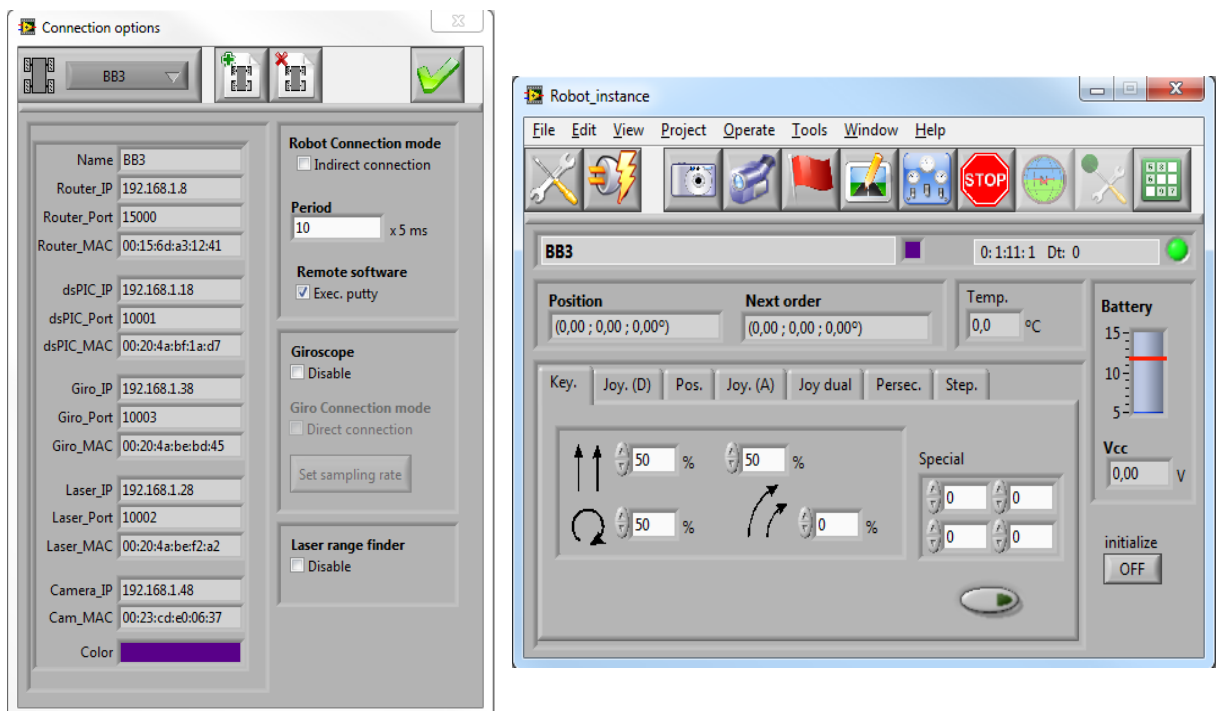 Connection options
BB3
Name BB3
Router_IP 192.168.1.8
Router_Port 15000
Router_MAC 00:15:6d:a3:12:41
dsPIC_IP 192.168.1.18
dsPIC_Port 10001
dsPIC_MAC 00:20:4a:bf:1a:d7
Giro_IP 192.168.1.38
Giro_Port 10003
Giro_MAC 00:20:4a:be:bd:45
Laser_IP 192.168.1.28
Laser_Port 10002
Laser_MAC 00:20:4a:be:f2:a2
Camera_IP 192.168.1.48
Cam_MAC 00:23:cd:e0:06:37
Color
Robot Connection mode
Indirect connection
Period
10 x 5 ms
Remote software
Exec. putty
Giroscope
Disable
Giro Connection mode
Direct connection
Set sampling rate
Laser range finder
Disable
Robot_instance
File Edit View Project Operate Tools Window Help
STOP
BB3 0: 1:11: 1 Dt: 0
Position Next order
(0,00 ; 0,00 ; 0,00º) (0,00 ; 0,00 ; 0,00º)
Temp.
0,0 ºC
Battery
15
10
5
Vcc
0,00 V
initialize
OFF
Key. Joy. (D) Pos. Joy. (A) Joy dual Persec. Step.
50 % 50 %
50 % 0 %
Special
0 0
0 0